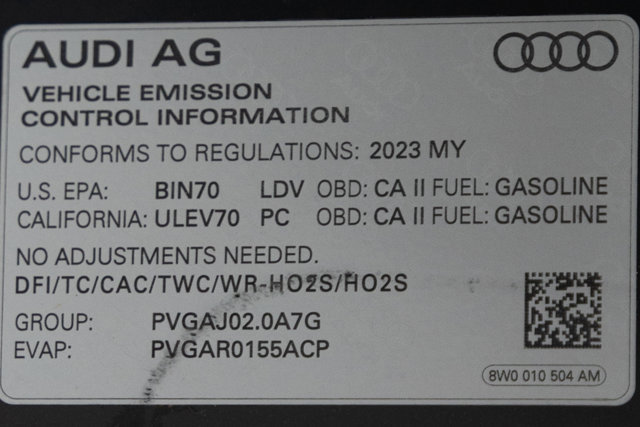 AUDI AG
VEHICLE EMISSION
CONTROL INFORMATION
CONFORMS TO REGULATIONS: 2023 MY
U.S. EPA: BIN70 LDV OBD: CA II FUEL: GASOLINE
CALIFORNIA: ULEV70 PC OBD: CA II FUEL: GASOLINE
NO ADJUSTMENTS NEEDED.
DFI/TC/CAC/TWC/WR-HO2S/HO2S
GROUP: PVGAJ02.0A7G
EVAP: PVGAR0155ACP
8W0 010 504 AM